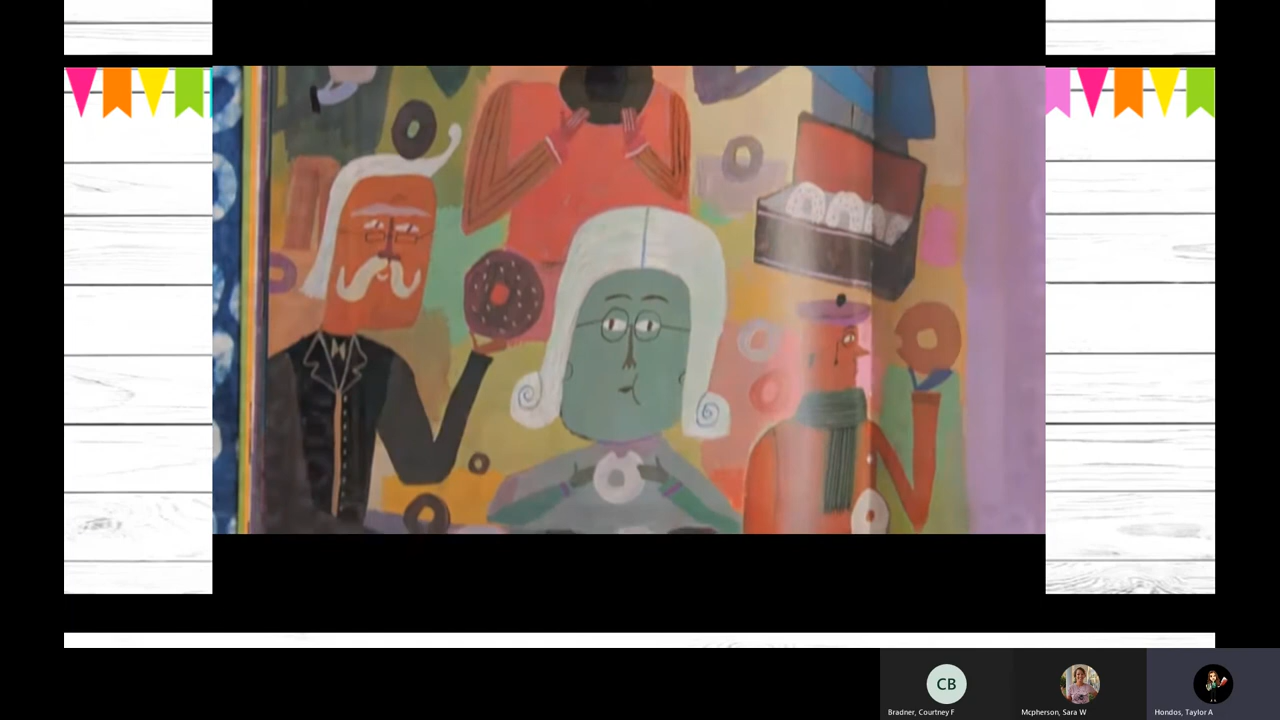 CB
Bradner, Courtney F
Mcpherson, Sara W
Hondos, Taylor A